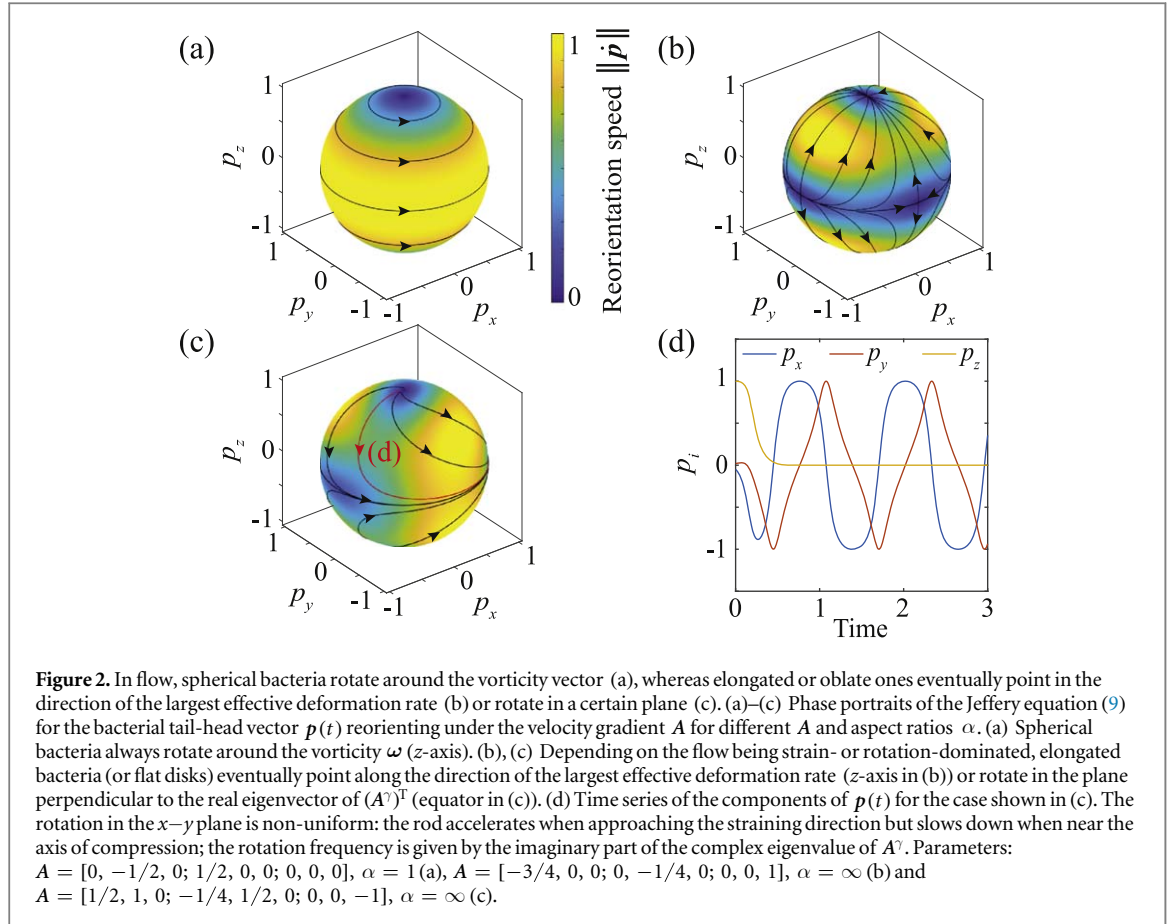 (a)
1
0
-1
p_z
1
0
-1
p_y
-1
0
1
p_x
1
0
Reorientation speed ||ṗ||
(b)
1
0
-1
p_z
1
0
-1
p_y
-1
0
1
p_x
(c)
1
0
-1
p_z
(d)
1
0
-1
p_y
-1
0
1
p_x
(d)
p_x p_y p_z
1
0
-1
p_i
0 1 2 3
Time
Figure 2. In flow, spherical bacteria rotate around the vorticity vector (a), whereas elongated or oblate ones eventually point in the
direction of the largest effective deformation rate (b) or rotate in a certain plane (c). (a)–(c) Phase portraits of the Jeffery equation (9)
for the bacterial tail-head vector p(t) reorienting under the velocity gradient A for different A and aspect ratios α. (a) Spherical
bacteria always rotate around the vorticity ω (z-axis). (b), (c) Depending on the flow being strain- or rotation-dominated, elongated
bacteria (or flat disks) eventually point along the direction of the largest effective deformation rate (z-axis in (b)) or rotate in the plane
perpendicular to the real eigenvector of (A^γ)^T (equator in (c)). (d) Time series of the components of p(t) for the case shown in (c). The
rotation in the x–y plane is non-uniform: the rod accelerates when approaching the straining direction but slows down when near the
axis of compression; the rotation frequency is given by the imaginary part of the complex eigenvalue of A^γ. Parameters:
A = [0, −1/2, 0; 1/2, 0, 0; 0, 0, 0], α = 1 (a), A = [−3/4, 0, 0; 0, −1/4, 0; 0, 0, 1], α = ∞ (b) and
A = [1/2, 1, 0; −1/4, 1/2, 0; 0, 0, −1], α = ∞ (c).